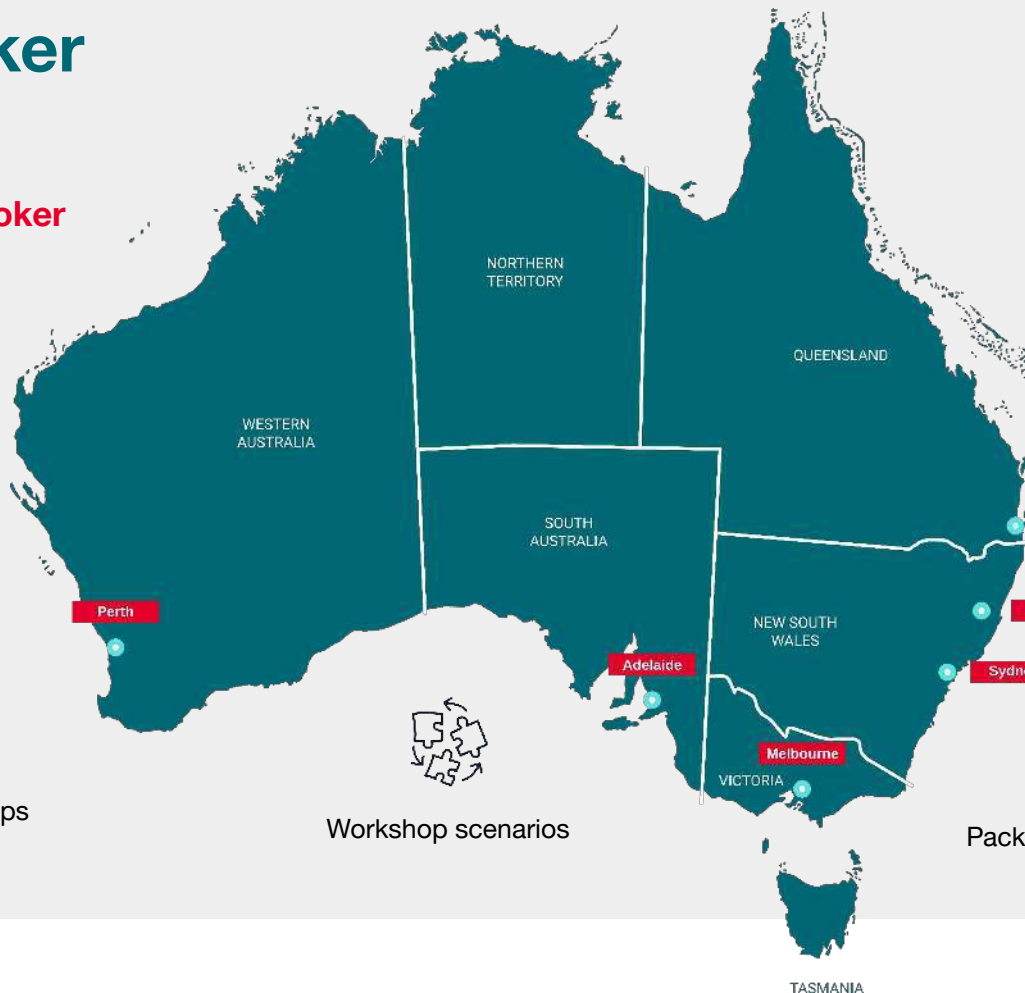 ker
oker
NORTHERN
TERRITORY
QUEENSLAND
WESTERN
AUSTRALIA
SOUTH
AUSTRALIA
Perth
NEW SOUTH
WALES
Adelaide
Sydn
Melbourne
VICTORIA
ps
Workshop scenarios
Pack
TASMANIA